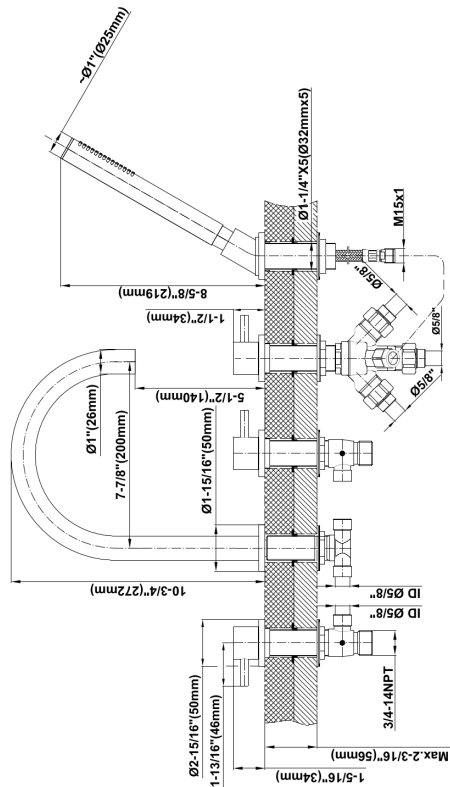 ~Ø1"(Ø25mm)
Ø1-1/4"X5(Ø32mmx5)
M15x1
8-5/8"(219mm)
Ø5/8"
1-1/2"(34mm)
Ø5/8"
Ø5/8"
Ø1"(26mm)
7-7/8"(200mm)
5-1/2"(140mm)
Ø1-15/16"(50mm)
10-3/4"(272mm)
ID Ø5/8"
ID Ø5/8"
Ø2-15/16"(50mm)
1-13/16"(46mm)
3/4-14NPT
Max.2-3/16"(56mm)
1-5/16"(34mm)